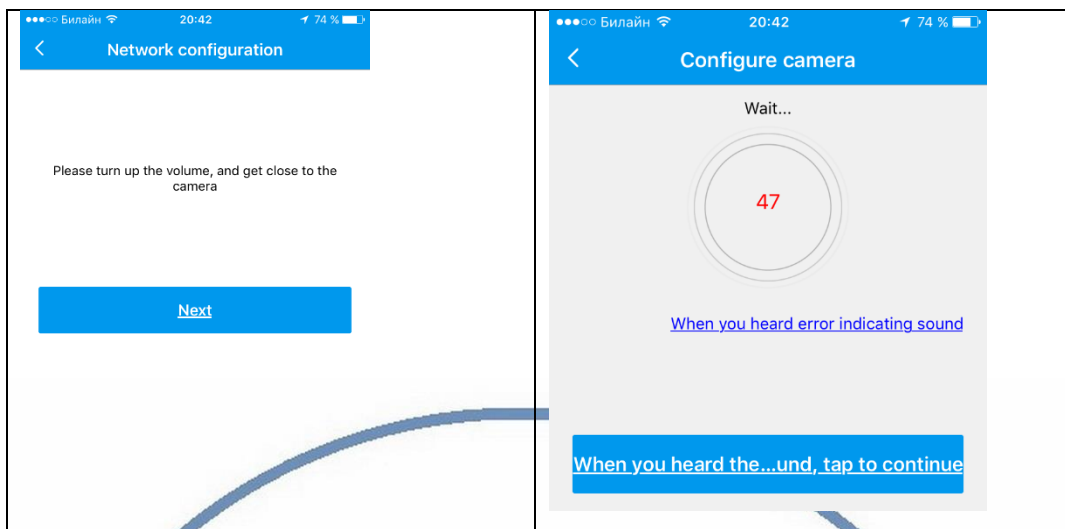 ●●●○○ Билайн 20:42 74 %
Network configuration
Please turn up the volume, and get close to the
camera
Next
●●●○○ Билайн 20:42 74 %
Configure camera
Wait...
47
When you heard error indicating sound
When you heard the...und, tap to continue